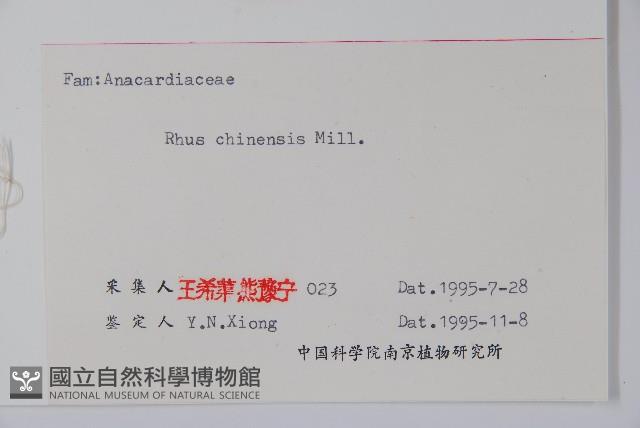 Fam:Anacardiaceae
Rhus chinensis Mill.
采集人 王希華.熊豫宁 023 Dat.1995-7-28
鉴定人 Y.N.Xiong Dat.1995-11-8
中国科学院南京植物研究所
國立自然科學博物館
NATIONAL MUSEUM OF NATURAL SCIENCE